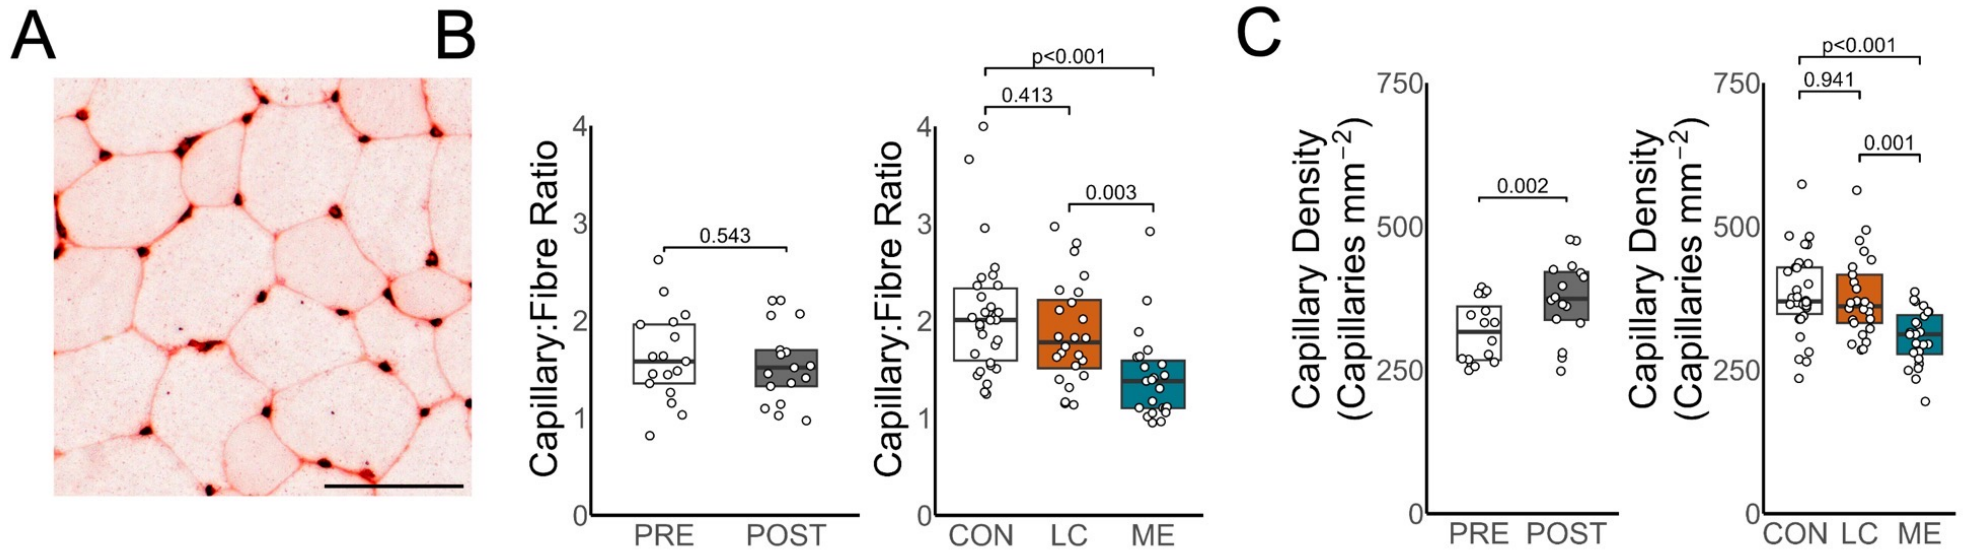 A
B
C
Capillary:Fibre Ratio
4
3
2
1
0
0.543
PRE POST
Capillary:Fibre Ratio
4
3
2
1
0
p<0.001
0.413
0.003
CON LC ME
Capillary Density
(Capillaries mm⁻²)
750
500
250
0
0.002
PRE POST
Capillary Density
(Capillaries mm⁻²)
750
500
250
0
p<0.001
0.941
0.001
CON LC ME